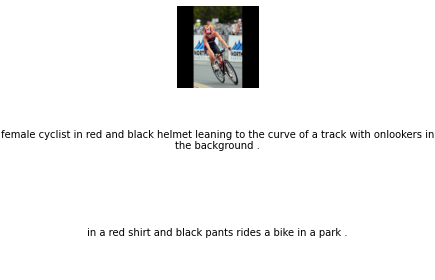 female cyclist in red and black helmet leaning to the curve of a track with onlookers in
the background .
in a red shirt and black pants rides a bike in a park .